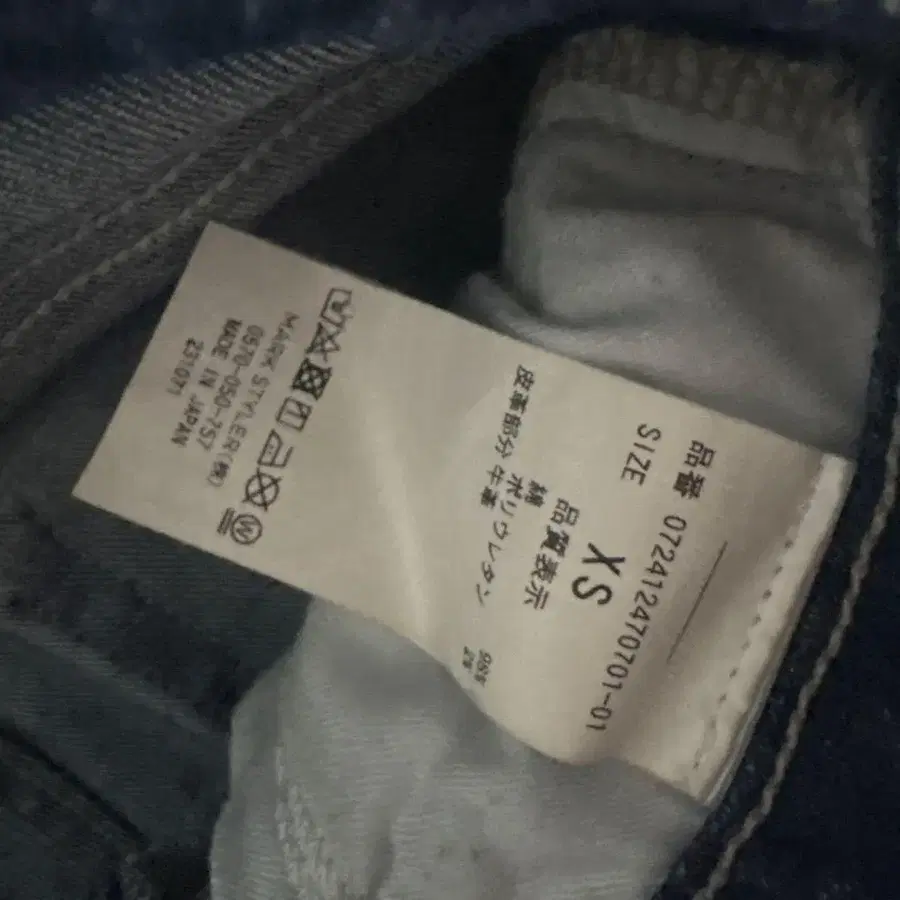 品番 072412470701-01
SIZE
XS
品質表示
綿 98%
ポリウレタン 2%
皮革部分 牛革
MARK STYLER(株)
0570-050-757
MADE IN JAPAN
231071